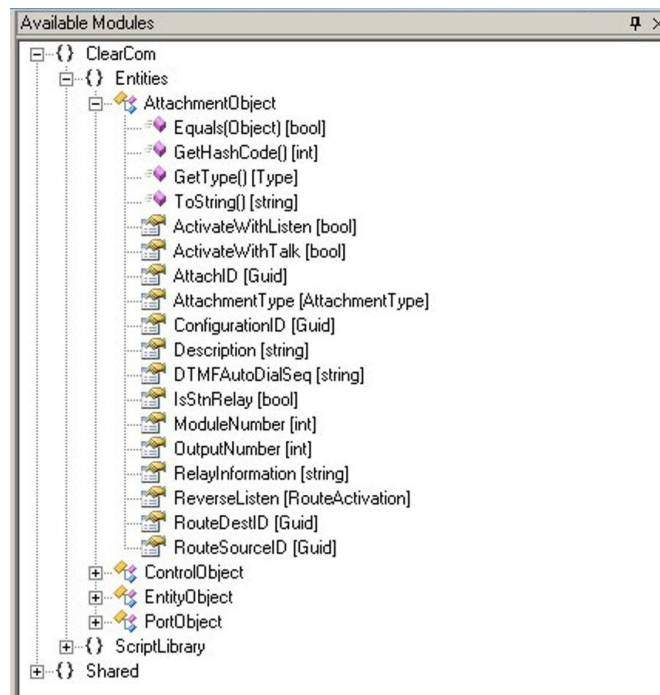 Available Modules
{} ClearCom
{} Entities
AttachmentObject
Equals(Object) [bool]
GetHashCode() [int]
GetType() [Type]
ToString() [string]
ActivateWithListen [bool]
ActivateWithTalk [bool]
AttachID [Guid]
AttachmentType [AttachmentType]
ConfigurationID [Guid]
Description [string]
DTMFAutoDialSeq [string]
IsStnRelay [bool]
ModuleNumber [int]
OutputNumber [int]
RelayInformation [string]
ReverseListen [RouteActivation]
RouteDestID [Guid]
RouteSourceID [Guid]
ControlObject
EntityObject
PortObject
{} ScriptLibrary
{} Shared